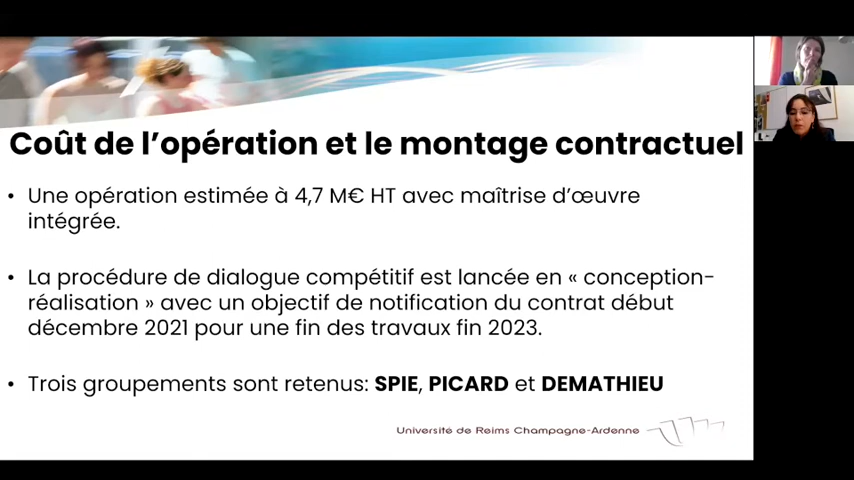 Coût de l'opération et le montage contractuel
• Une opération estimée à 4,7 M€ HT avec maîtrise d'œuvre
intégrée.
• La procédure de dialogue compétitif est lancée en « conception-
réalisation » avec un objectif de notification du contrat début
décembre 2021 pour une fin des travaux fin 2023.
• Trois groupements sont retenus: SPIE, PICARD et DEMATHIEU
Université de Reims Champagne-Ardenne